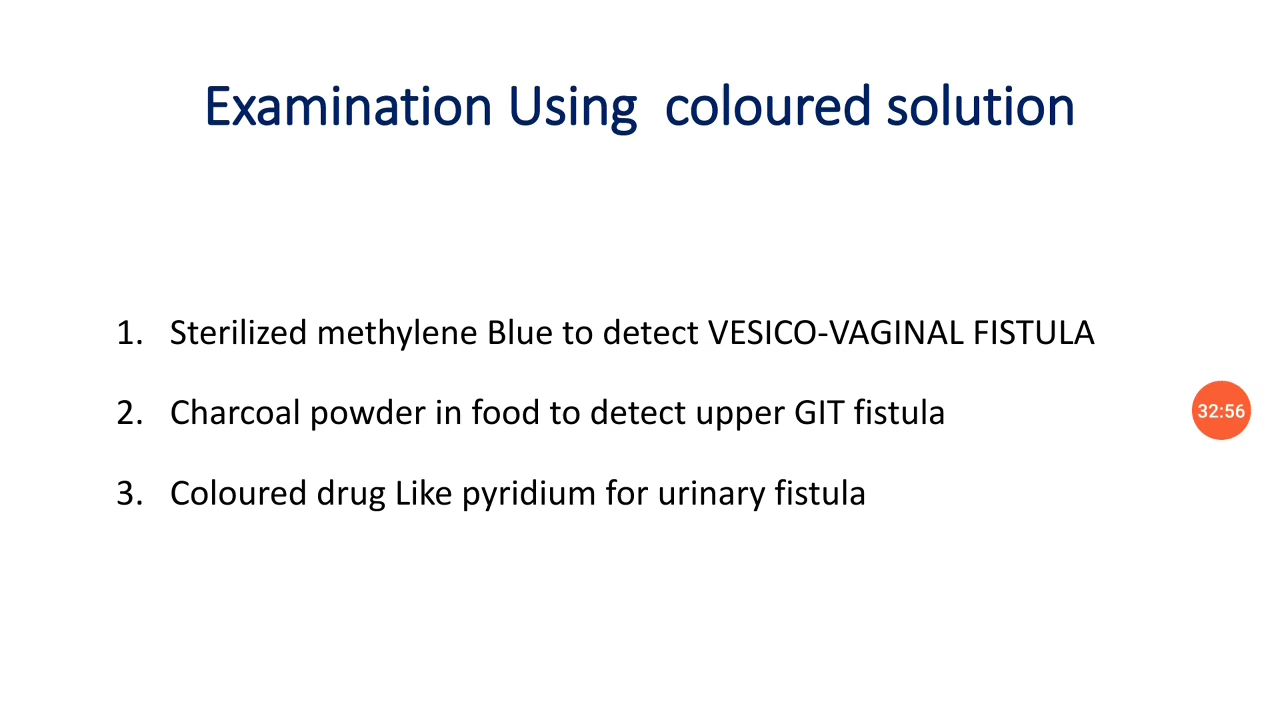 Examination Using coloured solution
1. Sterilized methylene Blue to detect VESICO-VAGINAL FISTULA
2. Charcoal powder in food to detect upper GIT fistula
32:56
3. Coloured drug Like pyridium for urinary fistula